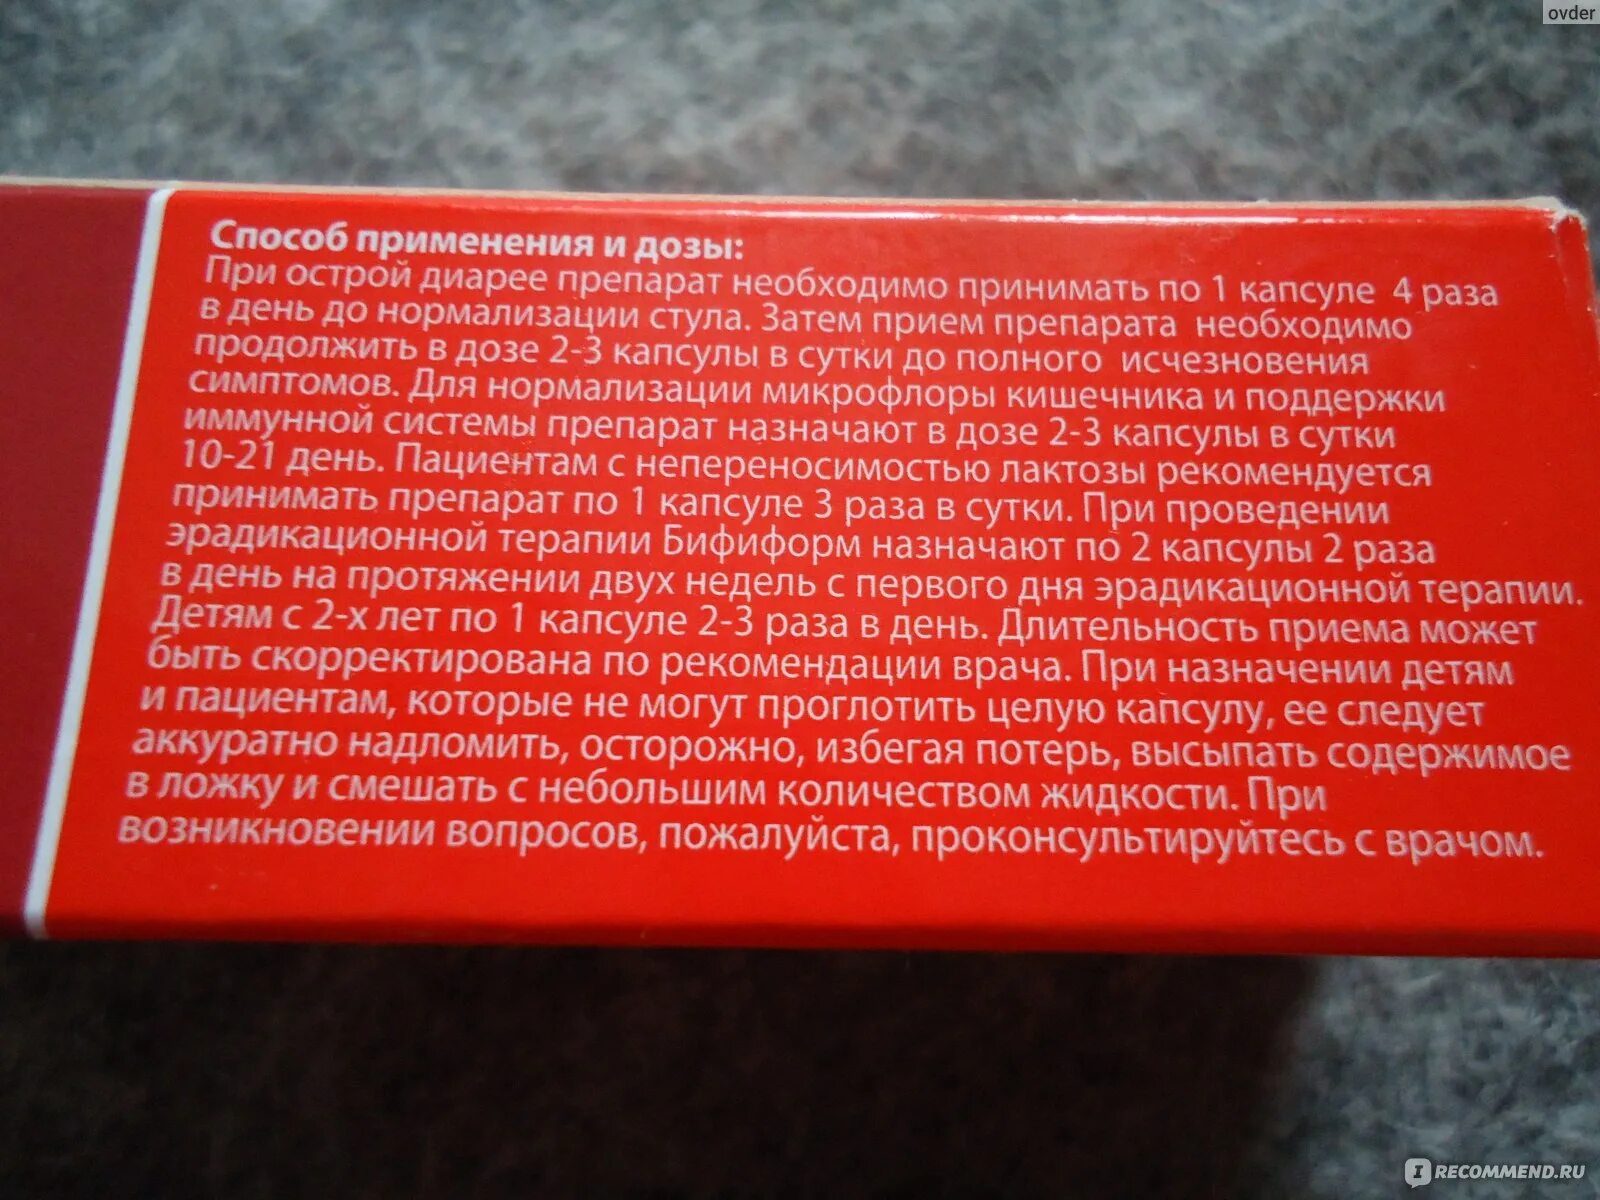 ovder
Способ применения и дозы:
При острой диарее препарат необходимо принимать по 1 капсуле 4 раза
в день до нормализации стула. Затем прием препарата необходимо
продолжить в дозе 2-3 капсулы в сутки до полного исчезновения
симптомов. Для нормализации микрофлоры кишечника и поддержки
иммунной системы препарат назначают в дозе 2-3 капсулы в сутки
10-21 день. Пациентам с непереносимостью лактозы рекомендуется
принимать препарат по 1 капсуле 3 раза в сутки. При проведении
эрадикационной терапии Бифиформ назначают по 2 капсулы 2 раза
в день на протяжении двух недель с первого дня эрадикационной терапии.
Детям с 2-х лет по 1 капсуле 2-3 раза в день. Длительность приема может
быть скорректирована по рекомендации врача. При назначении детям
и пациентам, которые не могут проглотить целую капсулу, ее следует
аккуратно надломить, осторожно, избегая потерь, высыпать содержимое
в ложку и смешать с небольшим количеством жидкости. При
возникновении вопросов, пожалуйста, проконсультируйтесь с врачом.
RECOMMEND.RU